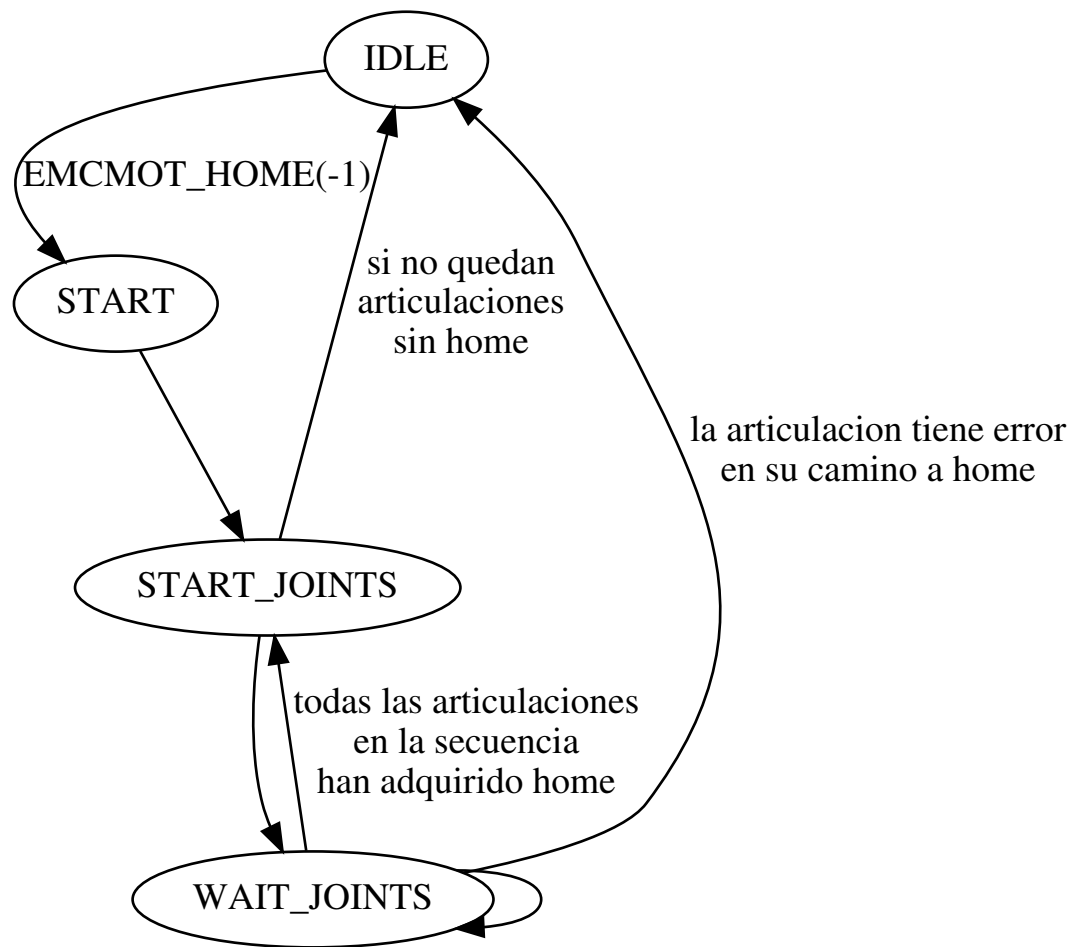 IDLE
EMCMOT_HOME(-1)
si no quedan
articulaciones
sin home
START
la articulacion tiene error
en su camino a home
START_JOINTS
todas las articulaciones
en la secuencia
han adquirido home
WAIT_JOINTS